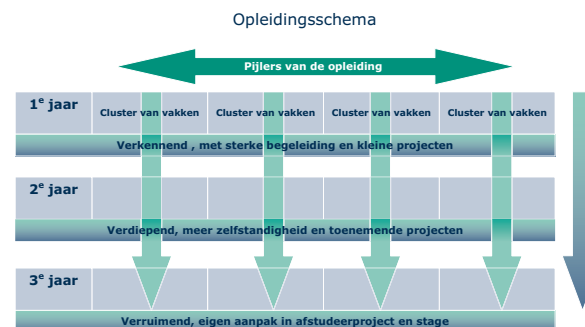 Opleidingsschema
Pijlers van de opleiding
1e jaar
Cluster van vakken Cluster van vakken Cluster van vakken Cluster van vakken
Verkennend , met sterke begeleiding en kleine projecten
2e jaar
Verdiepend, meer zelfstandigheid en toenemende projecten
3e jaar
Verruimend, eigen aanpak in afstudeerproject en stage